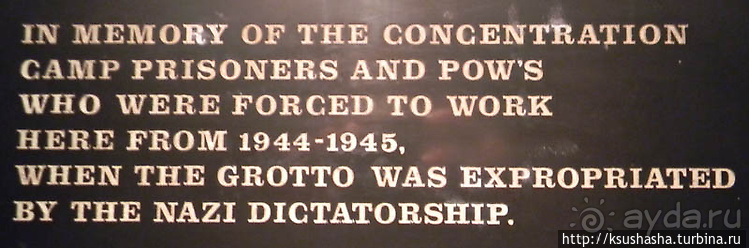 IN MEMORY OF THE CONCENTRATION
CAMP PRISONERS AND POW'S
WHO WERE FORCED TO WORK
HERE FROM 1944-1945,
WHEN THE GROTTO WAS EXPROPRIATED
BY THE NAZI DICTATORSHIP.
ayda.ru
http://ksushasha.turbina.ru/